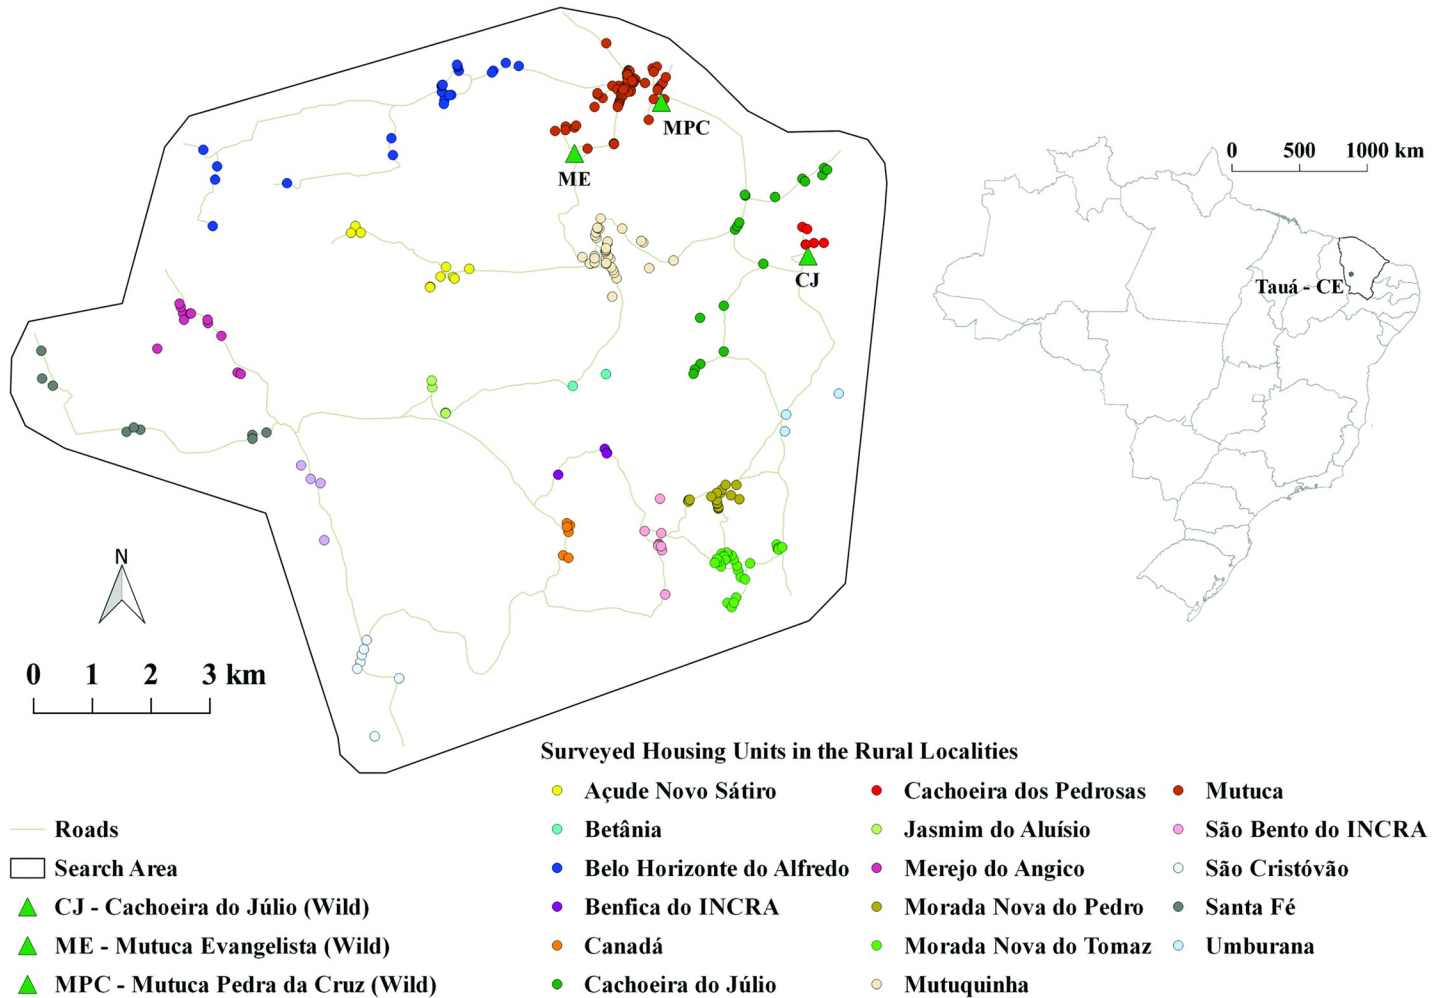 MPC
ME
CJ
0 500 1000 km
Tauá - CE
N
0 1 2 3 km
Surveyed Housing Units in the Rural Localities
Roads
Search Area
CJ - Cachoeira do Júlio (Wild)
ME - Mutuca Evangelista (Wild)
MPC - Mutuca Pedra da Cruz (Wild)
Açude Novo Sátiro
Betânia
Belo Horizonte do Alfredo
Benfica do INCRA
Canadá
Cachoeira do Júlio
Cachoeira dos Pedrosas
Jasmim do Aluísio
Merejo do Angico
Morada Nova do Pedro
Morada Nova do Tomaz
Mutuquinha
Mutuca
São Bento do INCRA
São Cristóvão
Santa Fé
Umburana